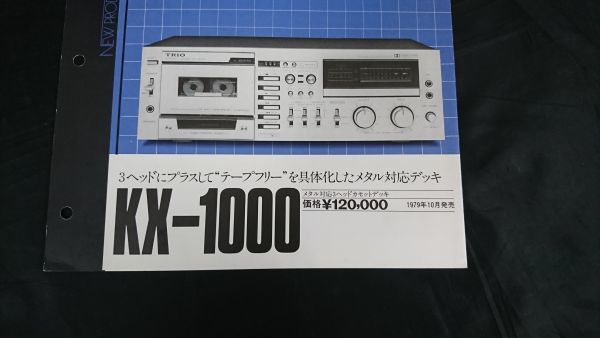 NEW PROD
TRIO
3ヘッドにプラスして“テープフリー”を具体化したメタル対応デッキ
KX-1000
メタル対応3ヘッドカセットデッキ
価格¥120,000
1979年10月発売